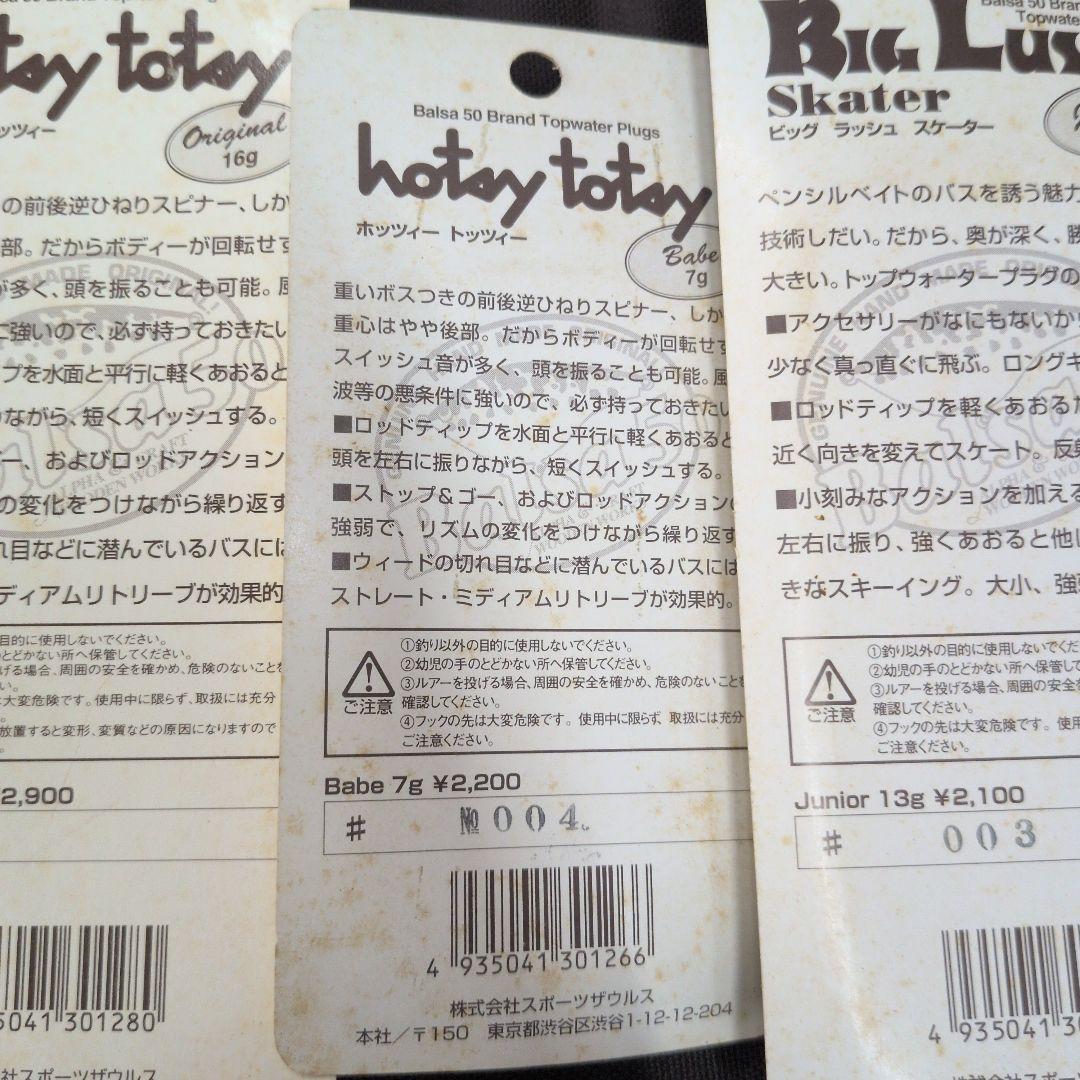 Balsa 50 Brand Topwater Plugs
hotsy totsy
ッツィー
Original
16g
の前後逆ひねりスピナー、しか
部。だからボディーが回転せず
が多く、頭を振ることも可能。風
に強いので、必ず持っておきたい
プを水面と平行に軽くあおると
ながら、短くスイッシュする。
ー、およびロッドアクション
の変化をつけながら繰り返す
れ目などに潜んでいるバスには
ディアムリトリーブが効果的
目的に使用しないでください。
とどかない所へ保管してください。
げる場合、周囲の安全を確かめ、危険のないことを
い。
は大変危険です。使用中に限らず、取扱には充分
放置すると変形、変質などの原因になりますので
2,900
5041 301280
社スポーツザウルス
Balsa 50 Brand Topwater Plugs
hotsy totsy
ホッツィー トッツィー
Babe
7g
重いボスつきの前後逆ひねりスピナー、しか
重心はやや後部。だからボディーが回転せず
スイッシュ音が多く、頭を振ることも可能。風
波等の悪条件に強いので、必ず持っておきたい
■ロッドティップを水面と平行に軽くあおると
頭を左右に振りながら、短くスイッシュする。
■ストップ&ゴー、およびロッドアクションの
強弱で、リズムの変化をつけながら繰り返す
■ウィードの切れ目などに潜んでいるバスには
ストレート・ミディアムリトリーブが効果的。
ご注意
①釣り以外の目的に使用しないでください。
②幼児の手のとどかない所へ保管してください。
③ルアーを投げる場合、周囲の安全を確かめ、危険のないことを
確認してください。
④フックの先は大変危険です。使用中に限らず 取扱には充分
ご注意ください。
Babe 7g ¥2,200
# №004
4 935041 301266
株式会社スポーツザウルス
本社/〒150 東京都渋谷区渋谷1-12-12-204
Balsa 50 Bran
Topwater
BIG LUS
Skater
ビッグ ラッシュ スケーター
ペンシルベイトのバスを誘う魅力
技術しだい。だから、奥が深く、勝
大きい。トップウォータープラグの
■アクセサリーがなにもないから
少なく真っ直ぐに飛ぶ。ロングキ
■ロッドティップを軽くあおるだ
近く向きを変えてスケート。反射
■小刻みなアクションを加える
左右に振り、強くあおると他に
きなスキーイング。大小、強
ご注意
①釣り以外の目的に使用しないでくだ
②幼児の手のとどかない所へ保管して
③ルアーを投げる場合、周囲の安全を
確認してください。
④フックの先は大変危険です。使用
ご注意ください。
Junior 13g ¥2,100
# 003
4 935041 30